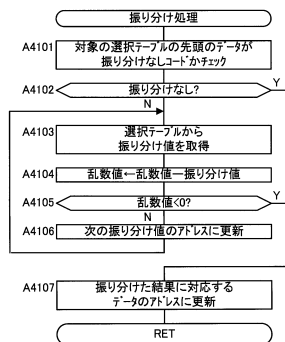 振り分け処理
A4101
対象の選択テーブルの先頭のデータが
振り分けなしコードかチェック
A4102
振り分けなし?
Y
N
A4103
選択テーブルから
振り分け値を取得
A4104
乱数値←乱数値ー振り分け値
A4105
乱数値<0?
Y
N
A4106
次の振り分け値のアドレスに更新
A4107
振り分けた結果に対応する
データのアドレスに更新
RET